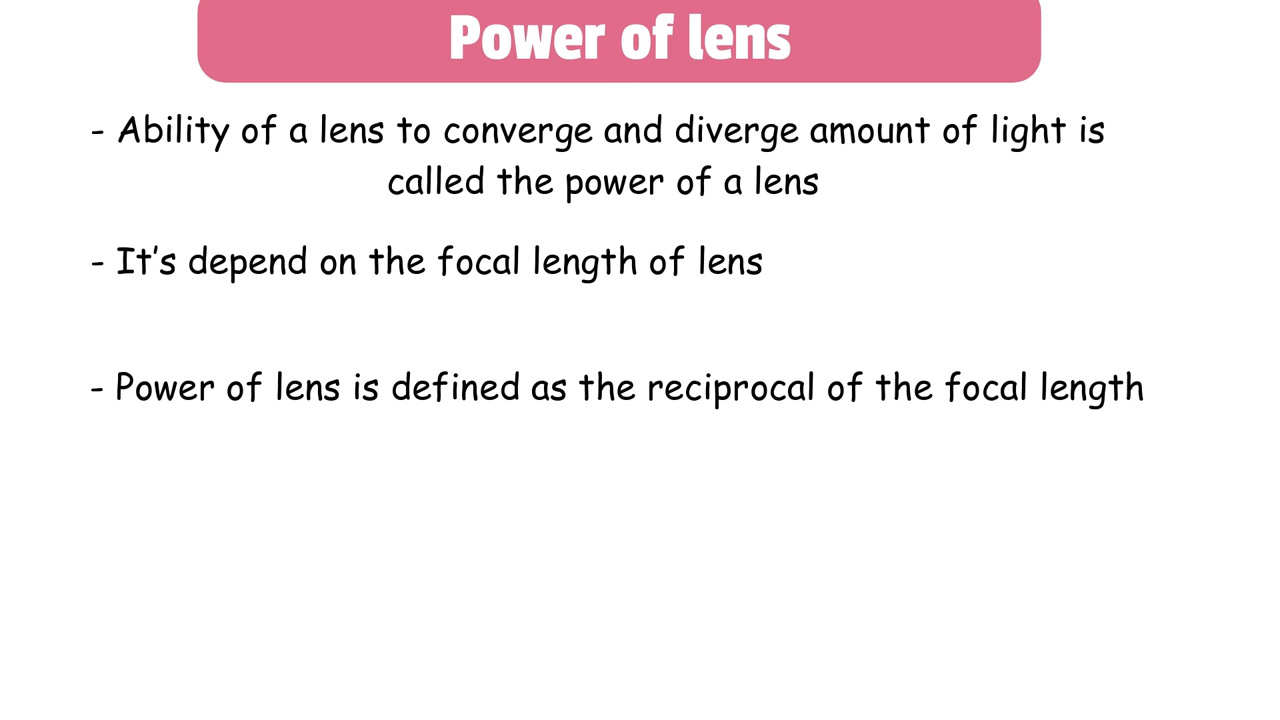 Power of lens
- Ability of a lens to converge and diverge amount of light is
called the power of a lens
- It’s depend on the focal length of lens
- Power of lens is defined as the reciprocal of the focal length